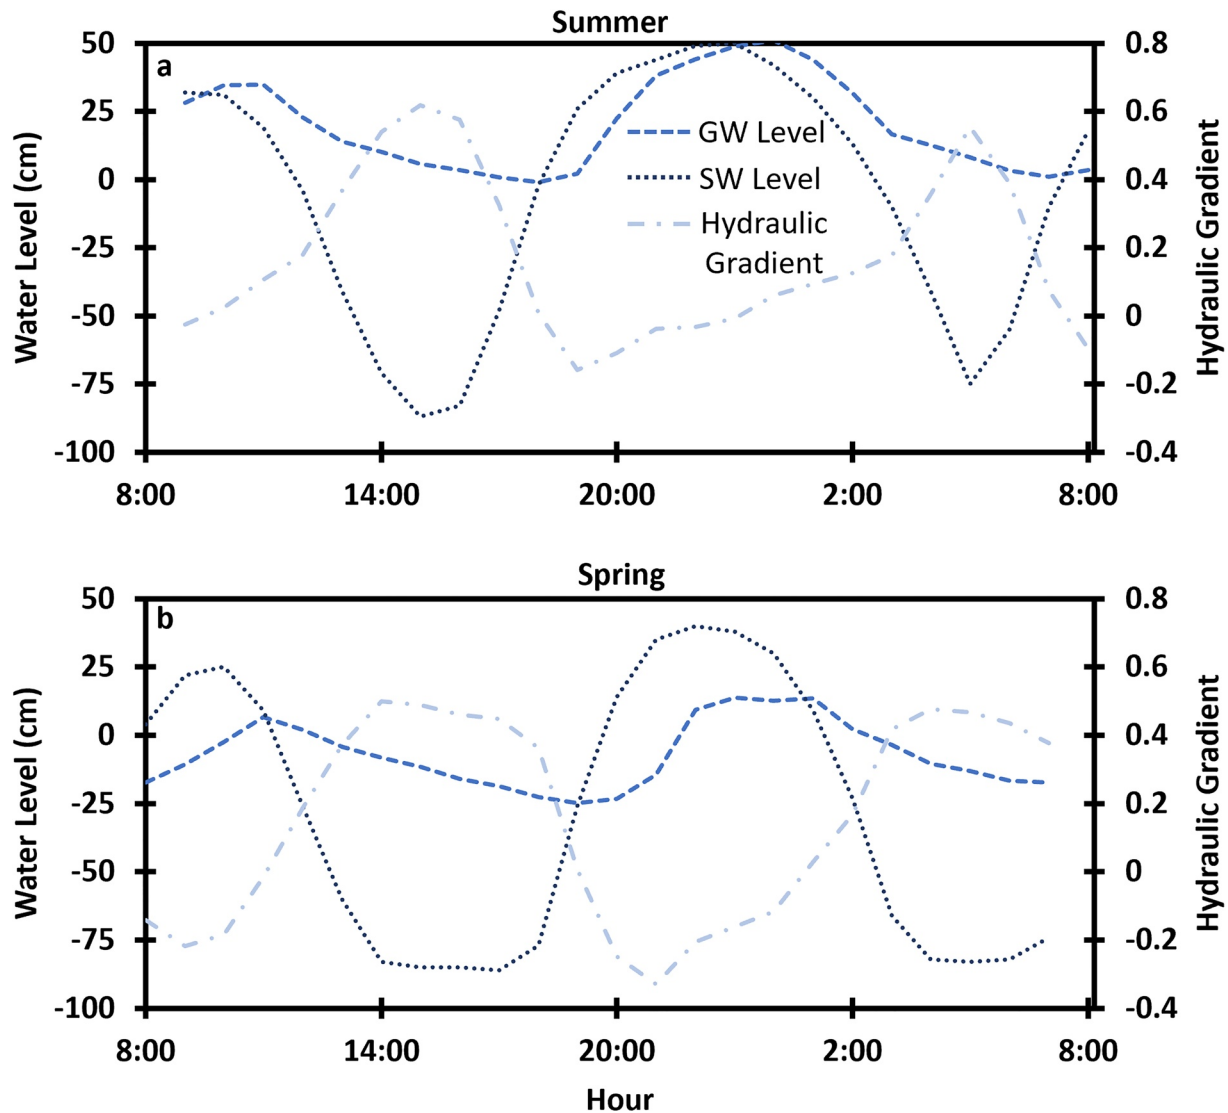 Summer
a
50
25
0
-25
-50
-75
-100
Water Level (cm)
GW Level
SW Level
Hydraulic
Gradient
0.8
0.6
0.4
0.2
0
-0.2
-0.4
Hydraulic Gradient
8:00 14:00 20:00 2:00 8:00
Spring
b
50
25
0
-25
-50
-75
-100
Water Level (cm)
0.8
0.6
0.4
0.2
0
-0.2
-0.4
Hydraulic Gradient
8:00 14:00 20:00 2:00 8:00
Hour